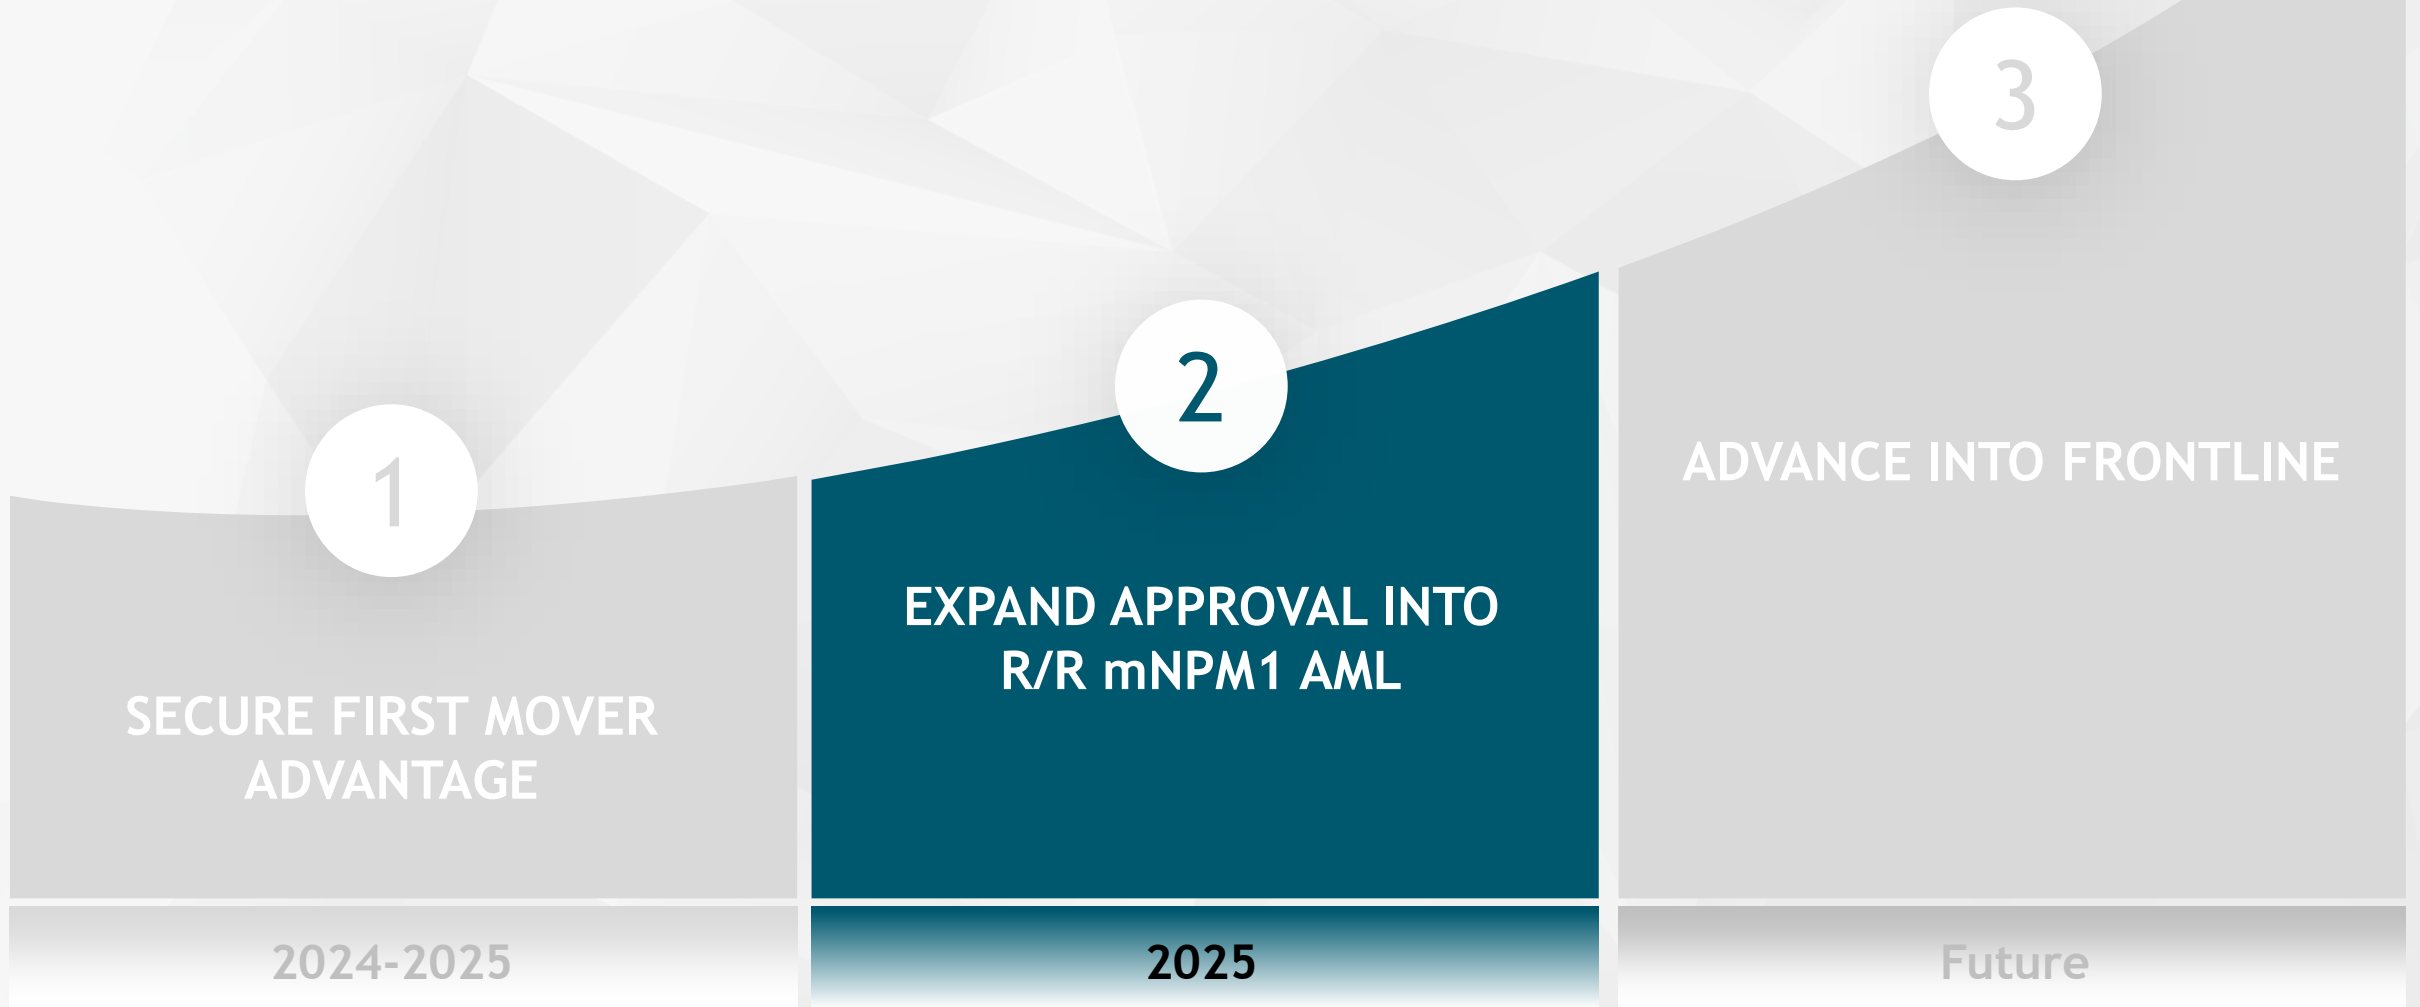 1
SECURE FIRST MOVER
ADVANTAGE
2024-2025
2
EXPAND APPROVAL INTO
R/R mNPM1 AML
2025
3
ADVANCE INTO FRONTLINE
Future